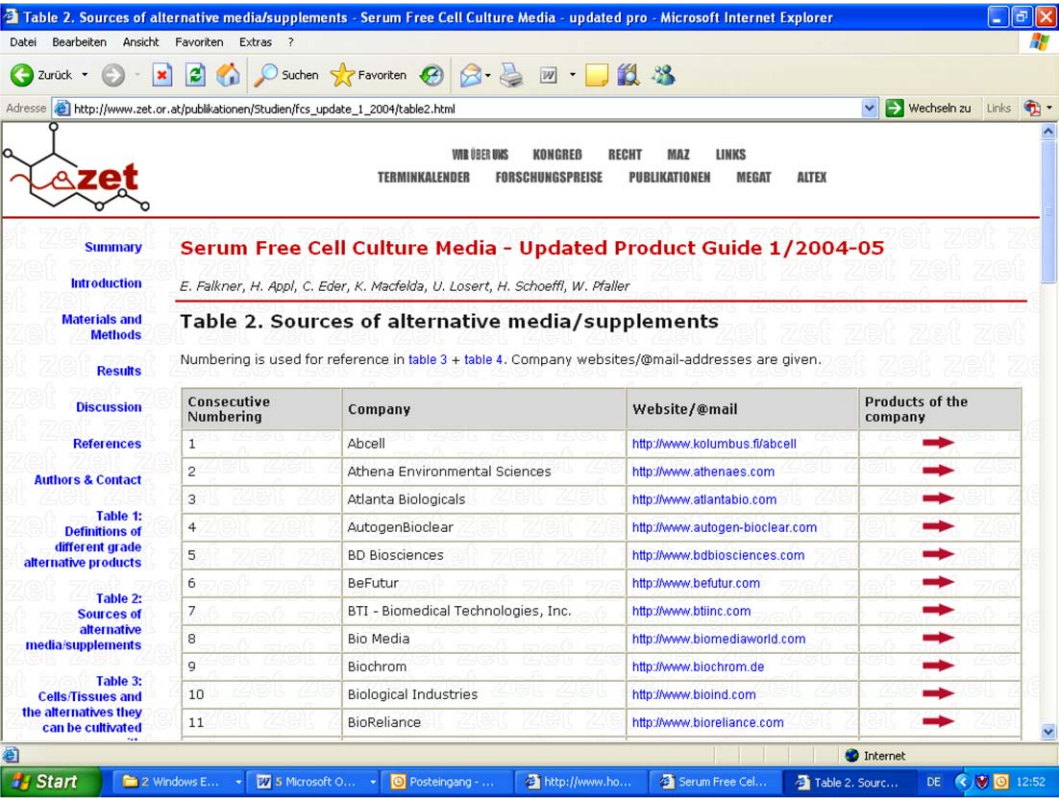 Table 2. Sources of alternative media/supplements - Serum Free Cell Culture Media - updated pro - Microsoft Internet Explorer
Datei Bearbeiten Ansicht Favoriten Extras ?
Zurück Suchen Favoriten
Adresse http://www.zet.or.at/publikationen/Studien/fcs_update_1_2004/table2.html Wechseln zu Links
zet
WIR ÜBER UNS KONGREß RECHT MAZ LINKS
TERMINKALENDER FORSCHUNGSPREISE PUBLIKATIONEN MEGAT ALTEX
Summary
Introduction
Materials and
Methods
Results
Discussion
References
Authors & Contact
Table 1:
Definitions of
different grade
alternative products
Table 2:
Sources of
alternative
media/supplements
Table 3:
Cells/Tissues and
the alternatives they
can be cultivated
Serum Free Cell Culture Media - Updated Product Guide 1/2004-05
E. Falkner, H. Appl, C. Eder, K. Macfelda, U. Losert, H. Schoeffl, W. Pfaller
Table 2. Sources of alternative media/supplements
Numbering is used for reference in table 3 + table 4. Company websites/@mail-addresses are given.
Consecutive Numbering Company Website/@mail Products of the company
1 Abcell http://www.kolumbus.fi/abcell
2 Athena Environmental Sciences http://www.athenaes.com
3 Atlanta Biologicals http://www.atlantabio.com
4 AutogenBioclear http://www.autogen-bioclear.com
5 BD Biosciences http://www.bdbiosciences.com
6 BeFutur http://www.befutur.com
7 BTI - Biomedical Technologies, Inc. http://www.btiinc.com
8 Bio Media http://www.biomediaworld.com
9 Biochrom http://www.biochrom.de
10 Biological Industries http://www.bioind.com
11 BioReliance http://www.bioreliance.com
Internet
Start 2 Windows E... 5 Microsoft O... Posteingang - ... http://www.ho... Serum Free Cel... Table 2. Sourc... DE 12:52